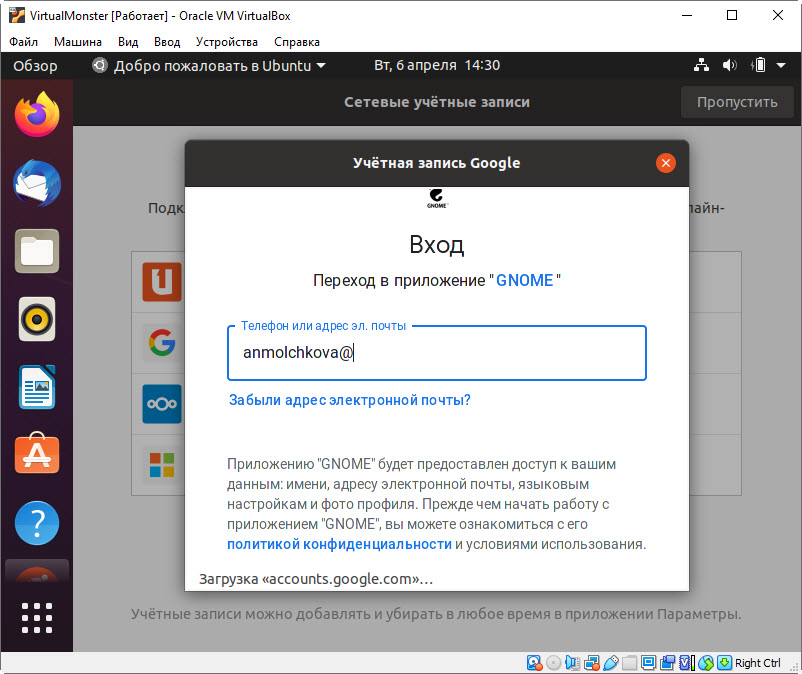 VirtualMonster [Работает] - Oracle VM VirtualBox
Файл Машина Вид Ввод Устройства Справка
Обзор Добро пожаловать в Ubuntu Вт, 6 апреля 14:30
Сетевые учётные записи Пропустить
Учётная запись Google
GNOME
Вход
Подк лайн-
Переход в приложение "GNOME"
Телефон или адрес эл. почты
anmolchkova@
Забыли адрес электронной почты?
Приложению "GNOME" будет предоставлен доступ к вашим
данным: имени, адресу электронной почты, языковым
настройкам и фото профиля. Прежде чем начать работу с
приложением "GNOME", вы можете ознакомиться с его
политикой конфиденциальности и условиями использования.
Загрузка «accounts.google.com»…
Учётные записи можно добавлять и убирать в любое время в приложении Параметры.
Right Ctrl